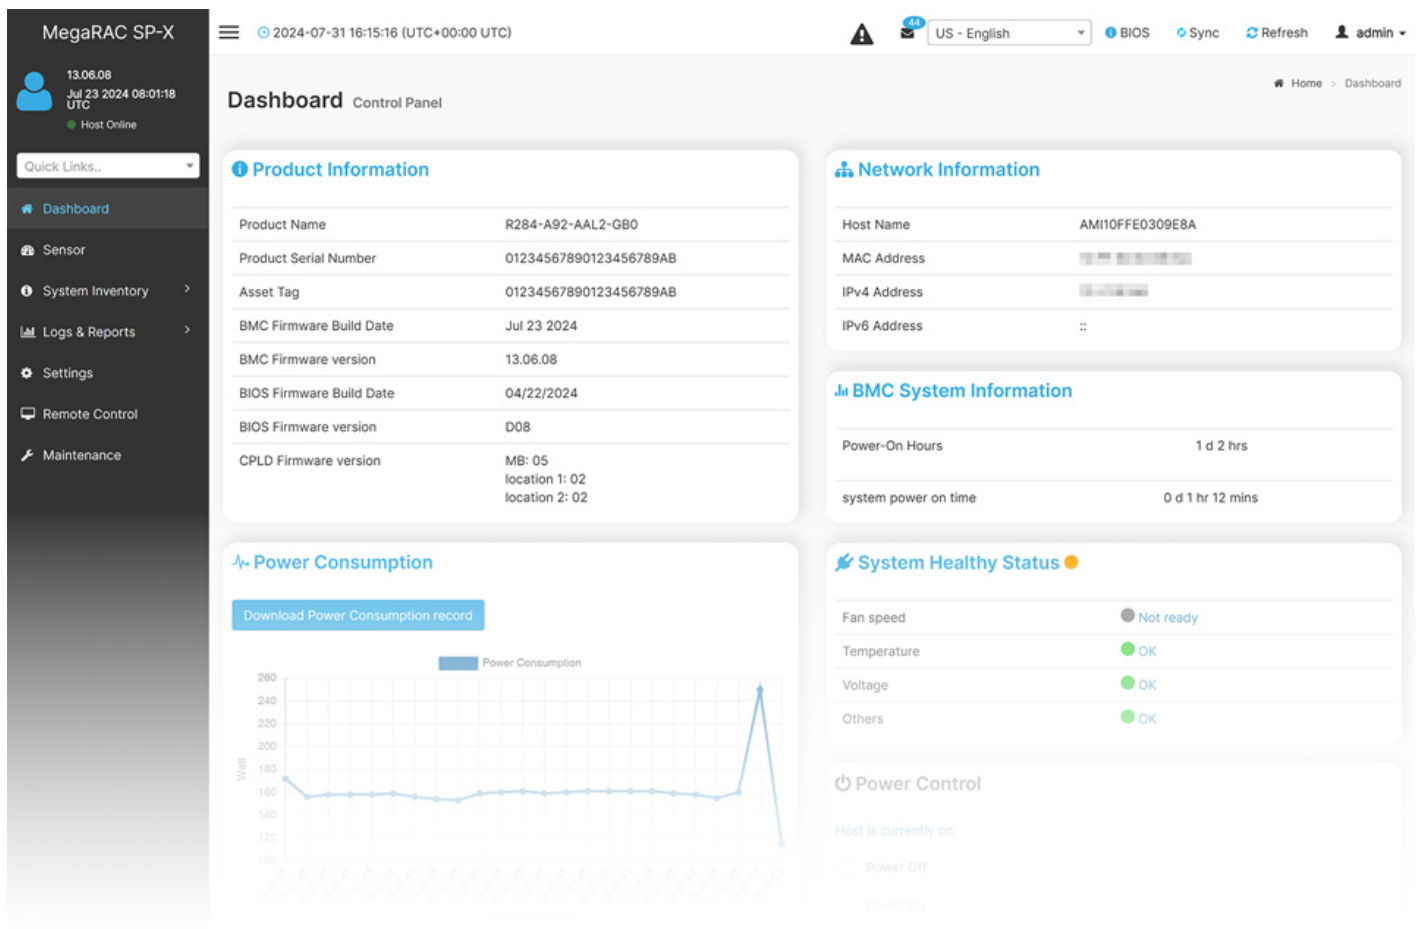 MegaRAC SP-X
2024-07-31 16:15:16 (UTC+00:00 UTC)
44
US - English
BIOS
Sync
Refresh
admin
13.06.08
Jul 23 2024 08:01:18
UTC
Host Online
Quick Links..
Dashboard
Sensor
System Inventory
Logs & Reports
Settings
Remote Control
Maintenance
Dashboard Control Panel
Home > Dashboard
Product Information
Product Name R284-A92-AAL2-GB0
Product Serial Number 01234567890123456789AB
Asset Tag 01234567890123456789AB
BMC Firmware Build Date Jul 23 2024
BMC Firmware version 13.06.08
BIOS Firmware Build Date 04/22/2024
BIOS Firmware version D08
CPLD Firmware version MB: 05
location 1: 02
location 2: 02
Network Information
Host Name AMI10FFE0309E8A
MAC Address
IPv4 Address
IPv6 Address ::
BMC System Information
Power-On Hours 1 d 2 hrs
system power on time 0 d 1 hr 12 mins
Power Consumption
Download Power Consumption record
Power Consumption
260
240
220
200
180
160
140
120
100
Watt
System Healthy Status
Fan speed Not ready
Temperature OK
Voltage OK
Others OK
Power Control
Host is currently on
Power Off
Power On